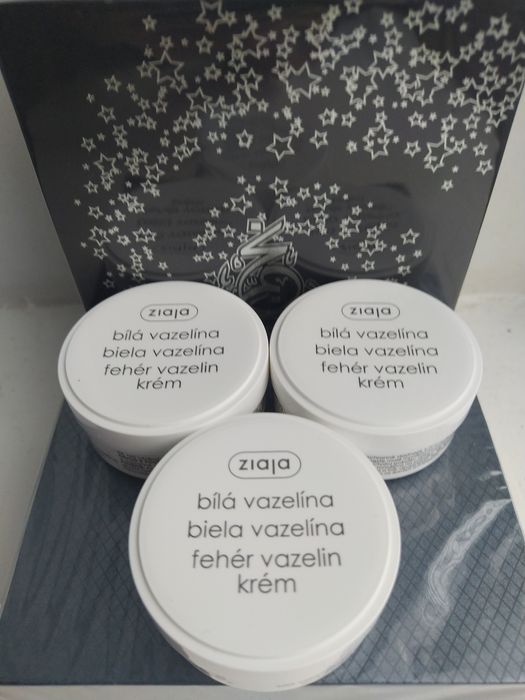 ziaja
bílá vazelína
biela vazelína
fehér vazelin
krém
ziaja
bílá vazelína
biela vazelína
fehér vazelin
krém
ziaja
bílá vazelína
biela vazelína
fehér vazelin
krém